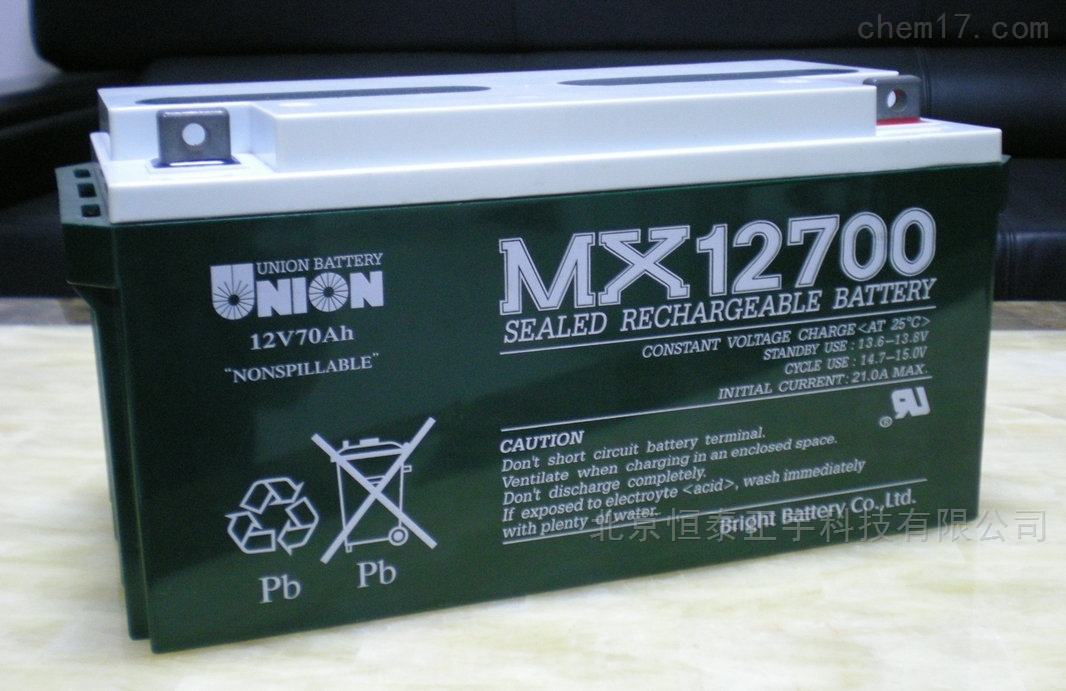 chem17.com
UNION BATTERY
UNION
12V70Ah
"NONSPILLABLE"
MX12700
SEALED RECHARGEABLE BATTERY
CONSTANT VOLTAGE CHARGE <AT 25°C>
STANDBY USE : 13.6–13.8V
CYCLE USE : 14.7–15.0V
INITIAL CURRENT : 21.0A MAX.
RU
®
CAUTION
Don't short circuit battery terminal.
Ventilate when charging in an enclosed space.
Don't discharge completely.
If exposed to electroyte <acid>, wash immediately
with plenty of water.
Bright Battery Co., Ltd.
北京恒泰正宇科技有限公司
Pb
Pb